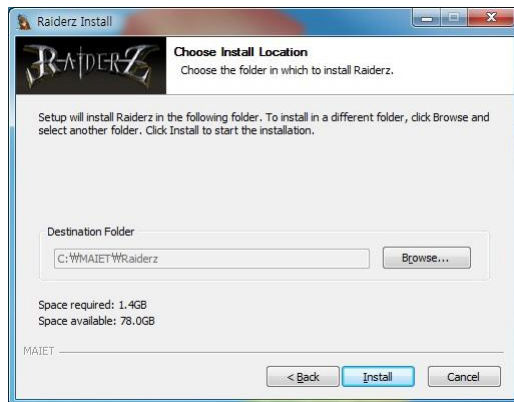 Raiderz Install
RAIDERZ
Choose Install Location
Choose the folder in which to install Raiderz.
Setup will install Raiderz in the following folder. To install in a different folder, click Browse and
select another folder. Click Install to start the installation.
Destination Folder
C:₩MAIET₩Raiderz
Browse...
Space required: 1.4GB
Space available: 78.0GB
MAIET
< Back
Install
Cancel